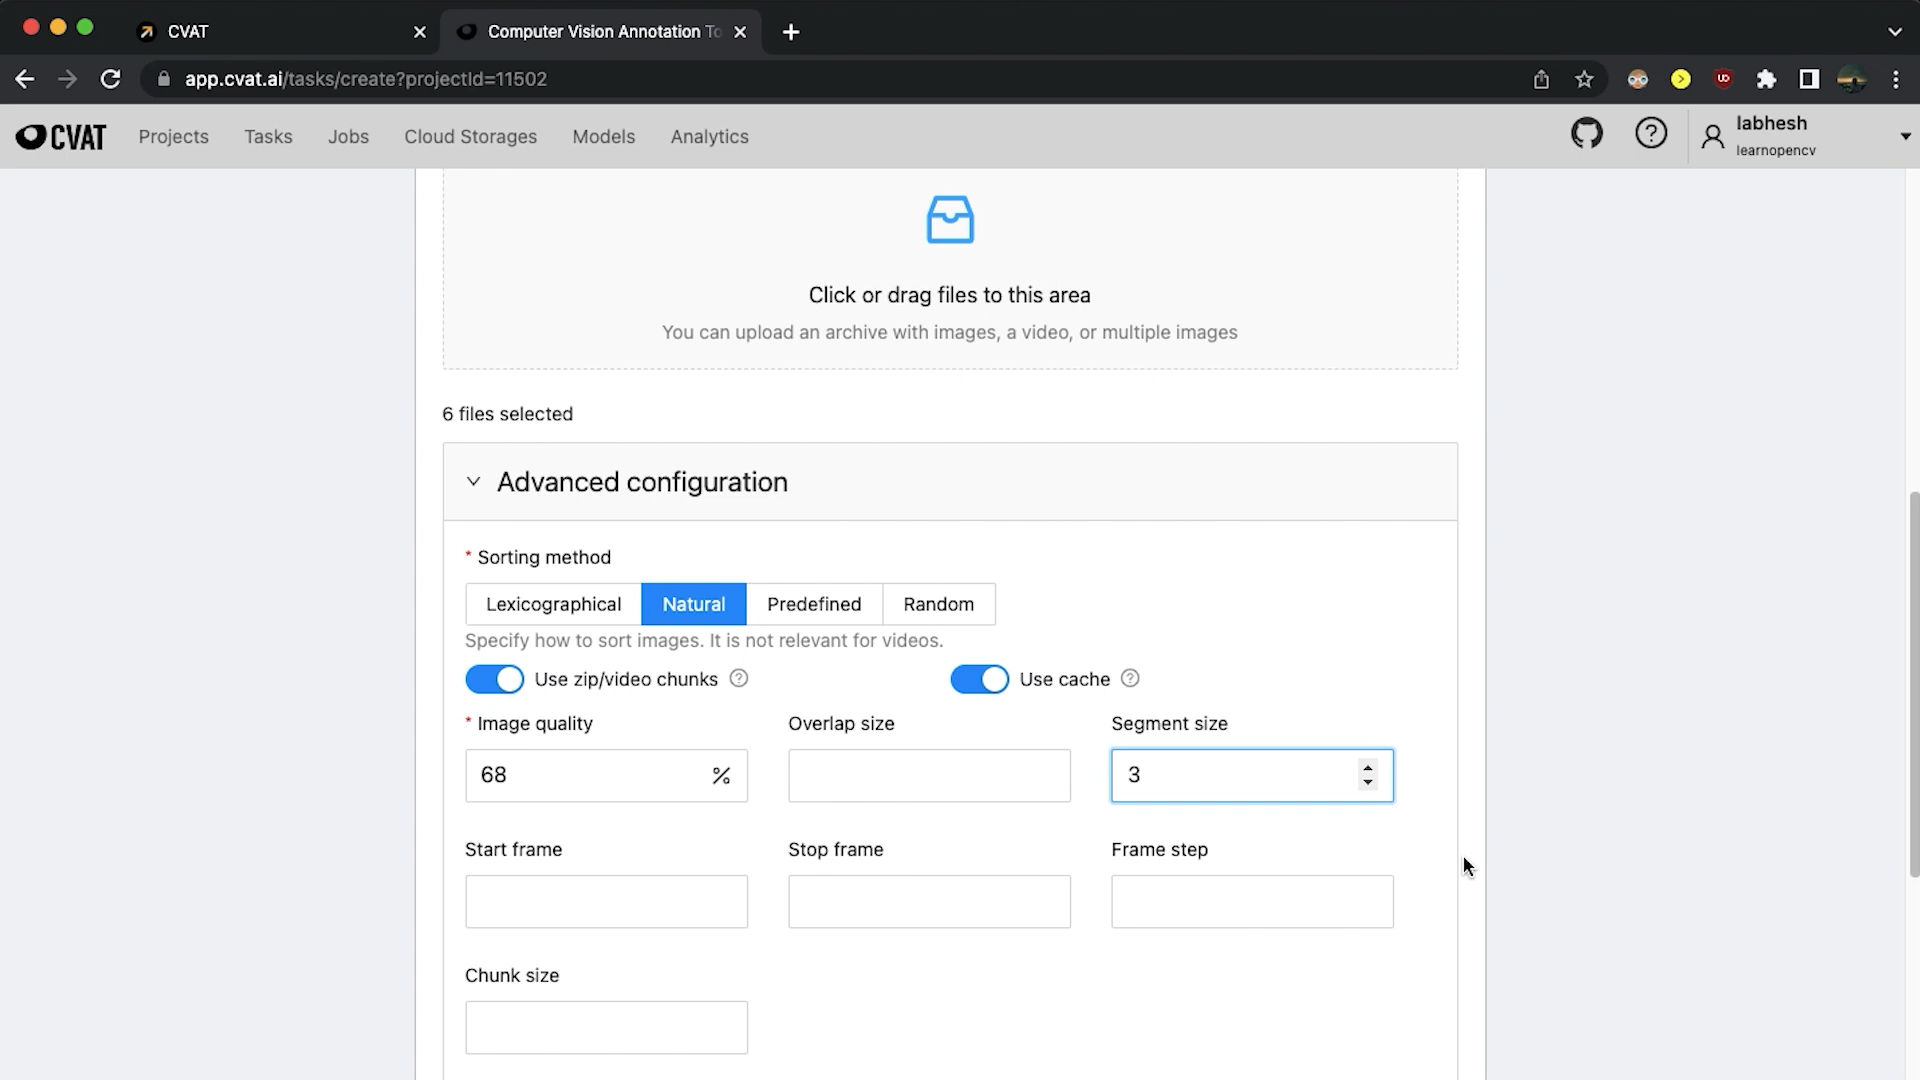 CVAT
Computer Vision Annotation To
app.cvat.ai/tasks/create?projectId=11502
CVAT
Projects
Tasks
Jobs
Cloud Storages
Models
Analytics
labhesh
learnopencv
Click or drag files to this area
You can upload an archive with images, a video, or multiple images
6 files selected
Advanced configuration
* Sorting method
Lexicographical
Natural
Predefined
Random
Specify how to sort images. It is not relevant for videos.
Use zip/video chunks
Use cache
* Image quality
Overlap size
Segment size
68 %
3
Start frame
Stop frame
Frame step
Chunk size